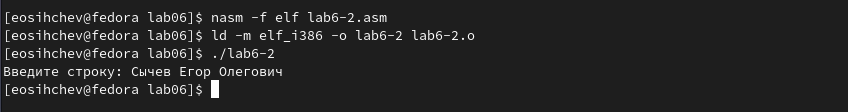 [eosihchev@fedora lab06]$ nasm -f elf lab6-2.asm
[eosihchev@fedora lab06]$ ld -m elf_i386 -o lab6-2 lab6-2.o
[eosihchev@fedora lab06]$ ./lab6-2
Введите строку: Сычев Егор Олегович
[eosihchev@fedora lab06]$